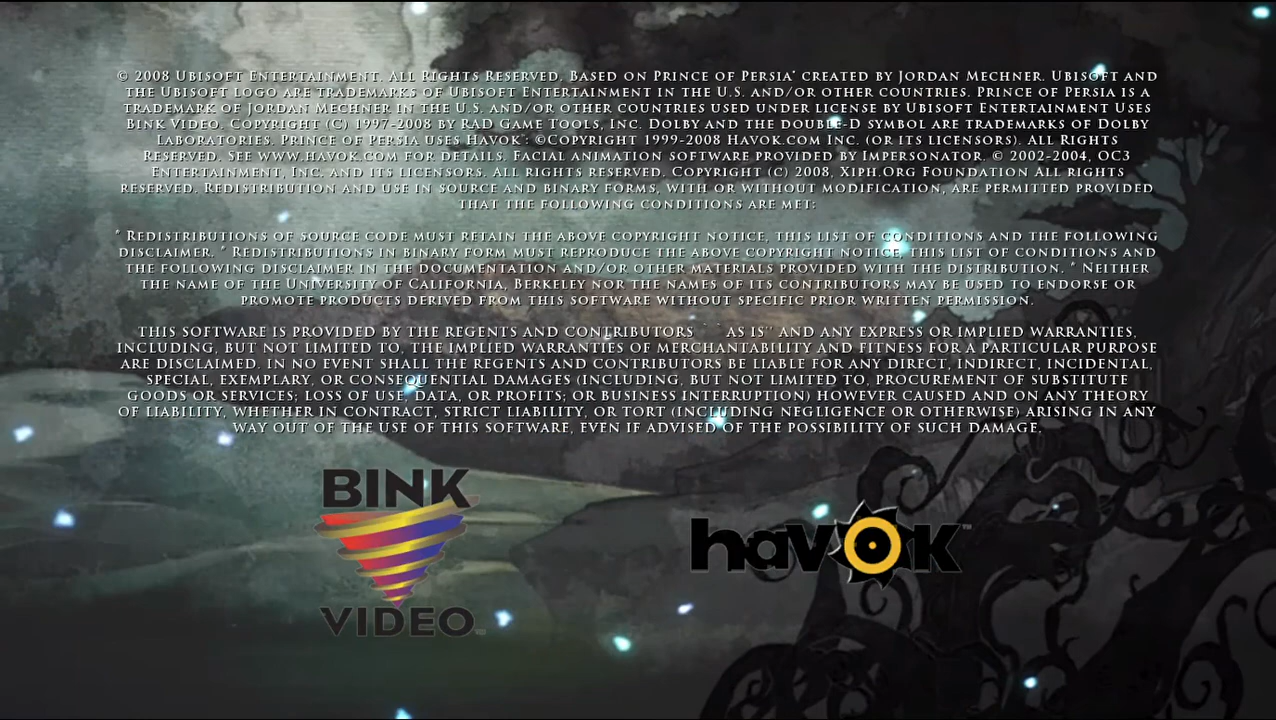 © 2008 Ubisoft Entertainment. All Rights Reserved. Based on Prince of Persia® created by Jordan Mechner. Ubisoft and
the Ubisoft logo are trademarks of Ubisoft Entertainment in the U.S. and/or other countries. Prince of Persia is a
trademark of Jordan Mechner in the U.S. and/or other countries used under license by Ubisoft Entertainment Uses
Bink Video. Copyright (C) 1997-2008 by RAD Game Tools, Inc. Dolby and the double-D symbol are trademarks of Dolby
Laboratories. Prince of Persia uses Havok™: ©Copyright 1999-2008 Havok.com Inc. (or its licensors). All Rights
Reserved. See www.havok.com for details. Facial animation software provided by Impersonator. © 2002-2004, OC3
Entertainment, Inc. and its licensors. All rights reserved. Copyright (C) 2008, Xiph.Org Foundation All rights
reserved. Redistribution and use in source and binary forms, with or without modification, are permitted provided
that the following conditions are met:
* Redistributions of source code must retain the above copyright notice, this list of conditions and the following
disclaimer. * Redistributions in binary form must reproduce the above copyright notice, this list of conditions and
the following disclaimer in the documentation and/or other materials provided with the distribution. * Neither
the name of the University of California, Berkeley nor the names of its contributors may be used to endorse or
promote products derived from this software without specific prior written permission.
THIS SOFTWARE IS PROVIDED BY THE REGENTS AND CONTRIBUTORS ``AS IS'' AND ANY EXPRESS OR IMPLIED WARRANTIES,
INCLUDING, BUT NOT LIMITED TO, THE IMPLIED WARRANTIES OF MERCHANTABILITY AND FITNESS FOR A PARTICULAR PURPOSE
ARE DISCLAIMED. IN NO EVENT SHALL THE REGENTS AND CONTRIBUTORS BE LIABLE FOR ANY DIRECT, INDIRECT, INCIDENTAL,
SPECIAL, EXEMPLARY, OR CONSEQUENTIAL DAMAGES (INCLUDING, BUT NOT LIMITED TO, PROCUREMENT OF SUBSTITUTE
GOODS OR SERVICES; LOSS OF USE, DATA, OR PROFITS; OR BUSINESS INTERRUPTION) HOWEVER CAUSED AND ON ANY THEORY
OF LIABILITY, WHETHER IN CONTRACT, STRICT LIABILITY, OR TORT (INCLUDING NEGLIGENCE OR OTHERWISE) ARISING IN ANY
WAY OUT OF THE USE OF THIS SOFTWARE, EVEN IF ADVISED OF THE POSSIBILITY OF SUCH DAMAGE.
BINK
VIDEO™
havok™